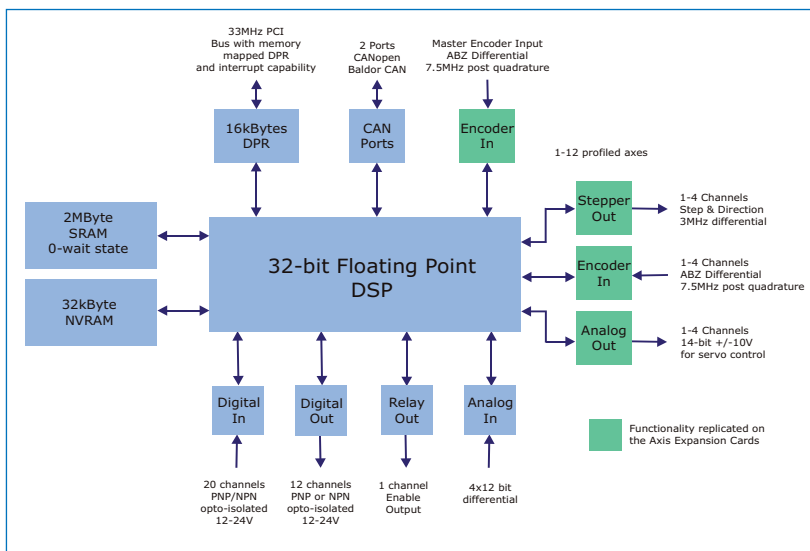 33MHz PCI
Bus with memory
mapped DPR
and interrupt capability
2 Ports
CANopen
Baldor CAN
Master Encoder Input
ABZ Differential
7.5MHz post quadrature
16kBytes
DPR
CAN
Ports
Encoder
In
1-12 profiled axes
2MByte
SRAM
0-wait state
32kByte
NVRAM
32-bit Floating Point
DSP
Stepper
Out
1-4 Channels
Step & Direction
3MHz differential
Encoder
In
1-4 Channels
ABZ Differential
7.5MHz post quadrature
Analog
Out
1-4 Channels
14-bit +/-10V
for servo control
Digital
In
Digital
Out
Relay
Out
Analog
In
20 channels
PNP/NPN
opto-isolated
12-24V
12 channels
PNP or NPN
opto-isolated
12-24V
1 channel
Enable
Output
4x12 bit
differential
Functionality replicated on
the Axis Expansion Cards